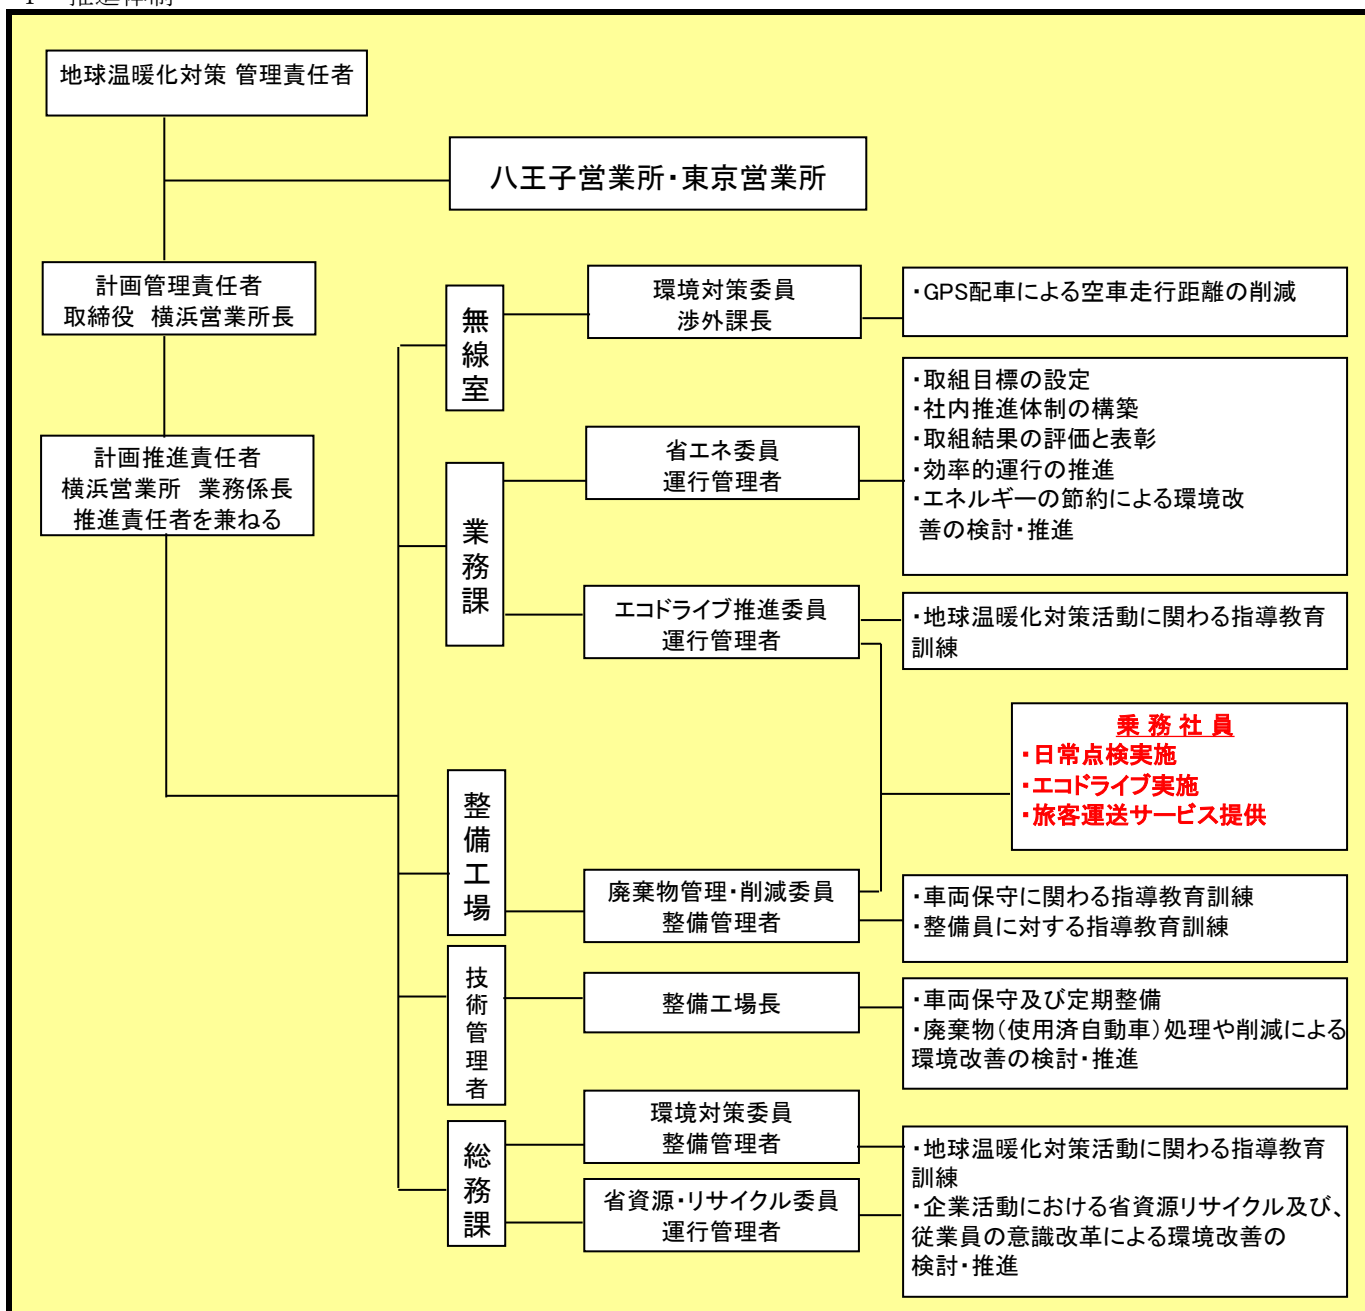 推進体制
地球温暖化対策 管理責任者
八王子営業所・東京営業所
計画管理責任者
取締役　横浜営業所長
計画推進責任者
横浜営業所　業務係長
推進責任者を兼ねる
無線室
環境対策委員
渉外課長
・GPS配車による空車走行距離の削減
業務課
省エネ委員
運行管理者
・取組目標の設定
・社内推進体制の構築
・取組結果の評価と表彰
・効率的運行の推進
・エネルギーの節約による環境改
善の検討・推進
エコドライブ推進委員
運行管理者
・地球温暖化対策活動に関わる指導教育
訓練
乗 務 社 員
・日常点検実施
・エコドライブ実施
・旅客運送サービス提供
整備工場
廃棄物管理・削減委員
整備管理者
・車両保守に関わる指導教育訓練
・整備員に対する指導教育訓練
技術管理者
整備工場長
・車両保守及び定期整備
・廃棄物（使用済自動車）処理や削減による
環境改善の検討・推進
総務課
環境対策委員
整備管理者
省資源・リサイクル委員
運行管理者
・地球温暖化対策活動に関わる指導教育
訓練
・企業活動における省資源リサイクル及び、
従業員の意識改革による環境改善の
検討・推進